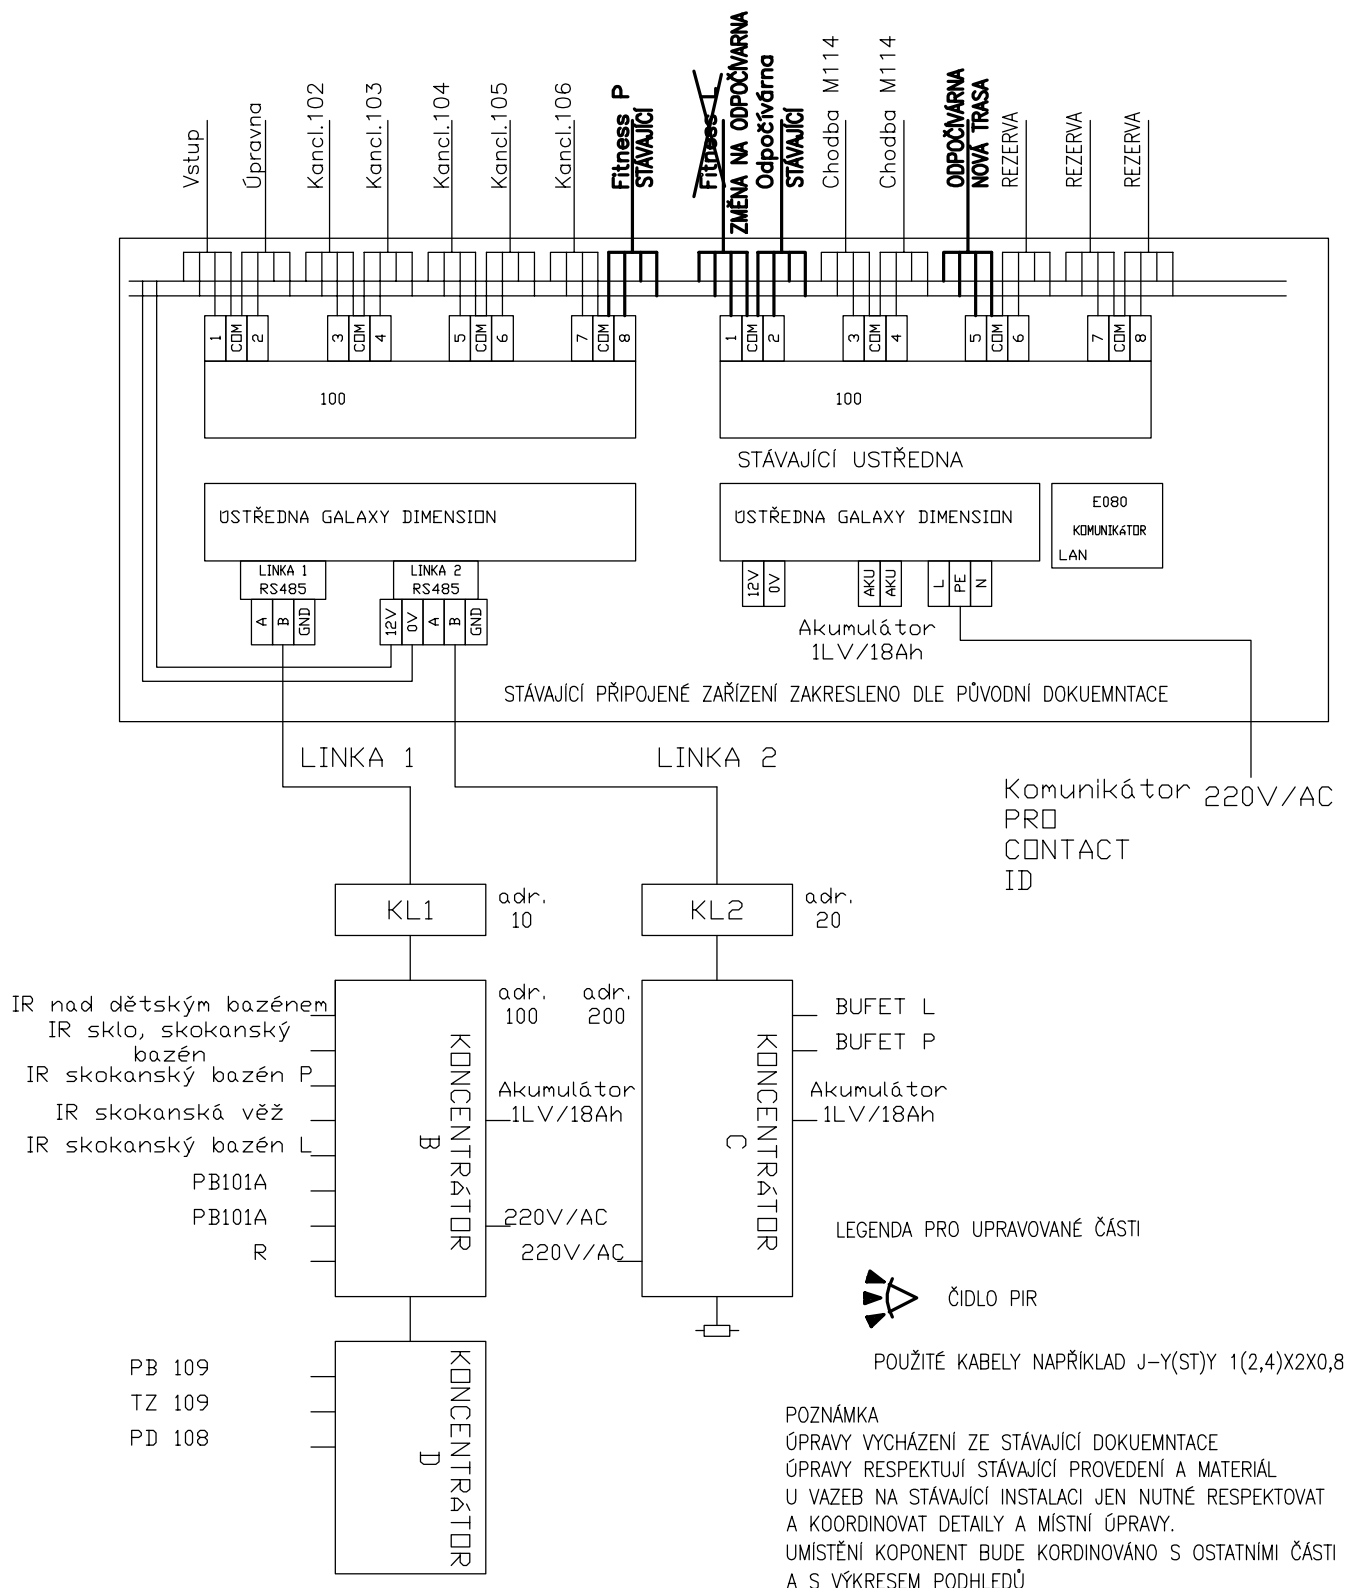 Vstup
Úpravna
Kancl.102
Kancl.103
Kancl.104
Kancl.105
Kancl.106
Fitness P
STÁVAJÍCÍ
Fitness L
ZMĚNA NA ODPOČÍVARNA
Odpočívárna
STÁVAJÍCÍ
Chodba M114
Chodba M114
ODPOČÍVÁRNA
NOVÁ TRASA
REZERVA
REZERVA
REZERVA
1 COM 2 3 COM 4 5 COM 6 7 COM 8
1 COM 2 3 COM 4 5 COM 6 7 COM 8
100
100
STÁVAJÍCÍ USTŘEDNA
ÚSTŘEDNA GALAXY DIMENSION
ÚSTŘEDNA GALAXY DIMENSION
E080
KOMUNIKÁTOR
LAN
LINKA 1
RS485
LINKA 2
RS485
A B GND
12V 0V A B GND
12V 0V
AKU AKU
L PE N
Akumulátor
1LV/18Ah
STÁVAJÍCÍ PŘIPOJENÉ ZAŘÍZENÍ ZAKRESLENO DLE PŮVODNÍ DOKUEMNTACE
LINKA 1
LINKA 2
Komunikátor
PRO
CONTACT
ID
220V/AC
KL1
adr.
10
KL2
adr.
20
IR nad dětským bazénem
IR sklo, skokanský
bazén
IR skokanský bazén P
IR skokanská věž
IR skokanský bazén L
PB101A
PB101A
R
KONCENTRÁTOR
B
adr.
100
Akumulátor
1LV/18Ah
220V/AC
adr.
200
KONCENTRÁTOR
C
BUFET L
BUFET P
Akumulátor
1LV/18Ah
220V/AC
PB 109
TZ 109
PD 108
KONCENTRÁTOR
D
LEGENDA PRO UPRAVOVANÉ ČÁSTI
ČIDLO PIR
POUŽITÉ KABELY NAPŘÍKLAD J-Y(ST)Y 1(2,4)X2X0,8
POZNÁMKA
ÚPRAVY VYCHÁZENÍ ZE STÁVAJÍCÍ DOKUEMNTACE
ÚPRAVY RESPEKTUJÍ STÁVAJÍCÍ PROVEDENÍ A MATERIÁL
U VAZEB NA STÁVAJÍCÍ INSTALACI JEN NUTNÉ RESPEKTOVAT
A KOORDINOVAT DETAILY A MÍSTNÍ ÚPRAVY.
UMÍSTĚNÍ KOPONENT BUDE KORDINOVÁNO S OSTATNÍMI ČÁSTI
A S VÝKRESEM PODHLEDŮ